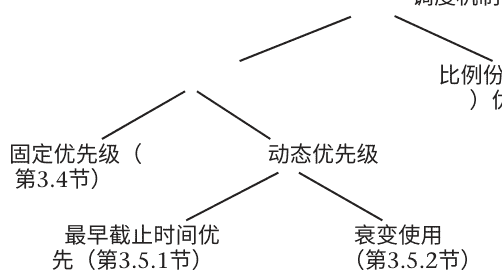 调度机制
比例份
）优
固定优先级（
第3.4节）
动态优先级
最早截止时间优
先（第3.5.1节）
衰变使用
（第3.5.2节）